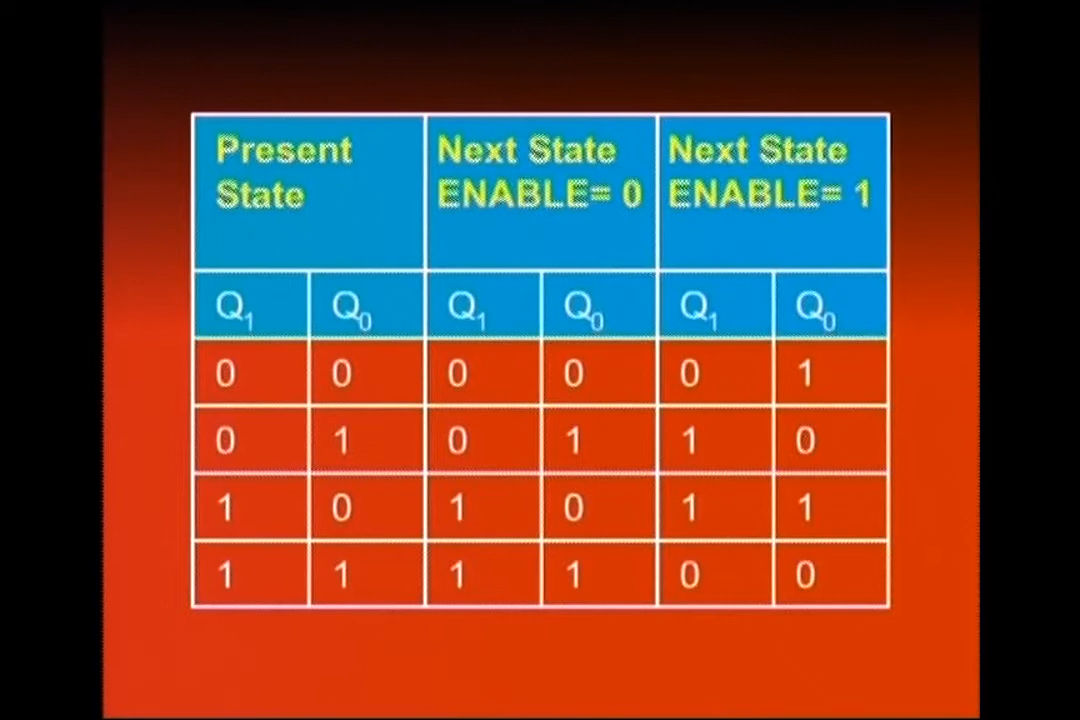 Present State Next State ENABLE= 0 Next State ENABLE= 1
Q1 Q0 Q1 Q0 Q1 Q0
0 0 0 0 0 1
0 1 0 1 1 0
1 0 1 0 1 1
1 1 1 1 0 0